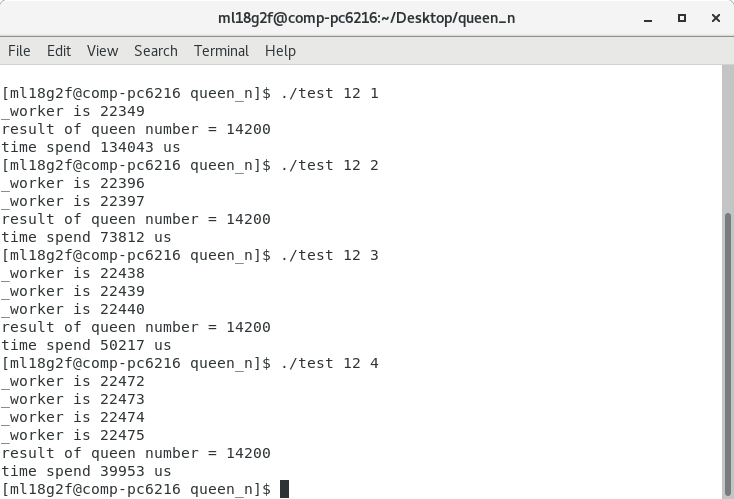 ml18g2f@comp-pc6216:~/Desktop/queen_n
File Edit View Search Terminal Help
[ml18g2f@comp-pc6216 queen_n]$ ./test 12 1
_worker is 22349
result of queen number = 14200
time spend 134043 us
[ml18g2f@comp-pc6216 queen_n]$ ./test 12 2
_worker is 22396
_worker is 22397
result of queen number = 14200
time spend 73812 us
[ml18g2f@comp-pc6216 queen_n]$ ./test 12 3
_worker is 22438
_worker is 22439
_worker is 22440
result of queen number = 14200
time spend 50217 us
[ml18g2f@comp-pc6216 queen_n]$ ./test 12 4
_worker is 22472
_worker is 22473
_worker is 22474
_worker is 22475
result of queen number = 14200
time spend 39953 us
[ml18g2f@comp-pc6216 queen_n]$